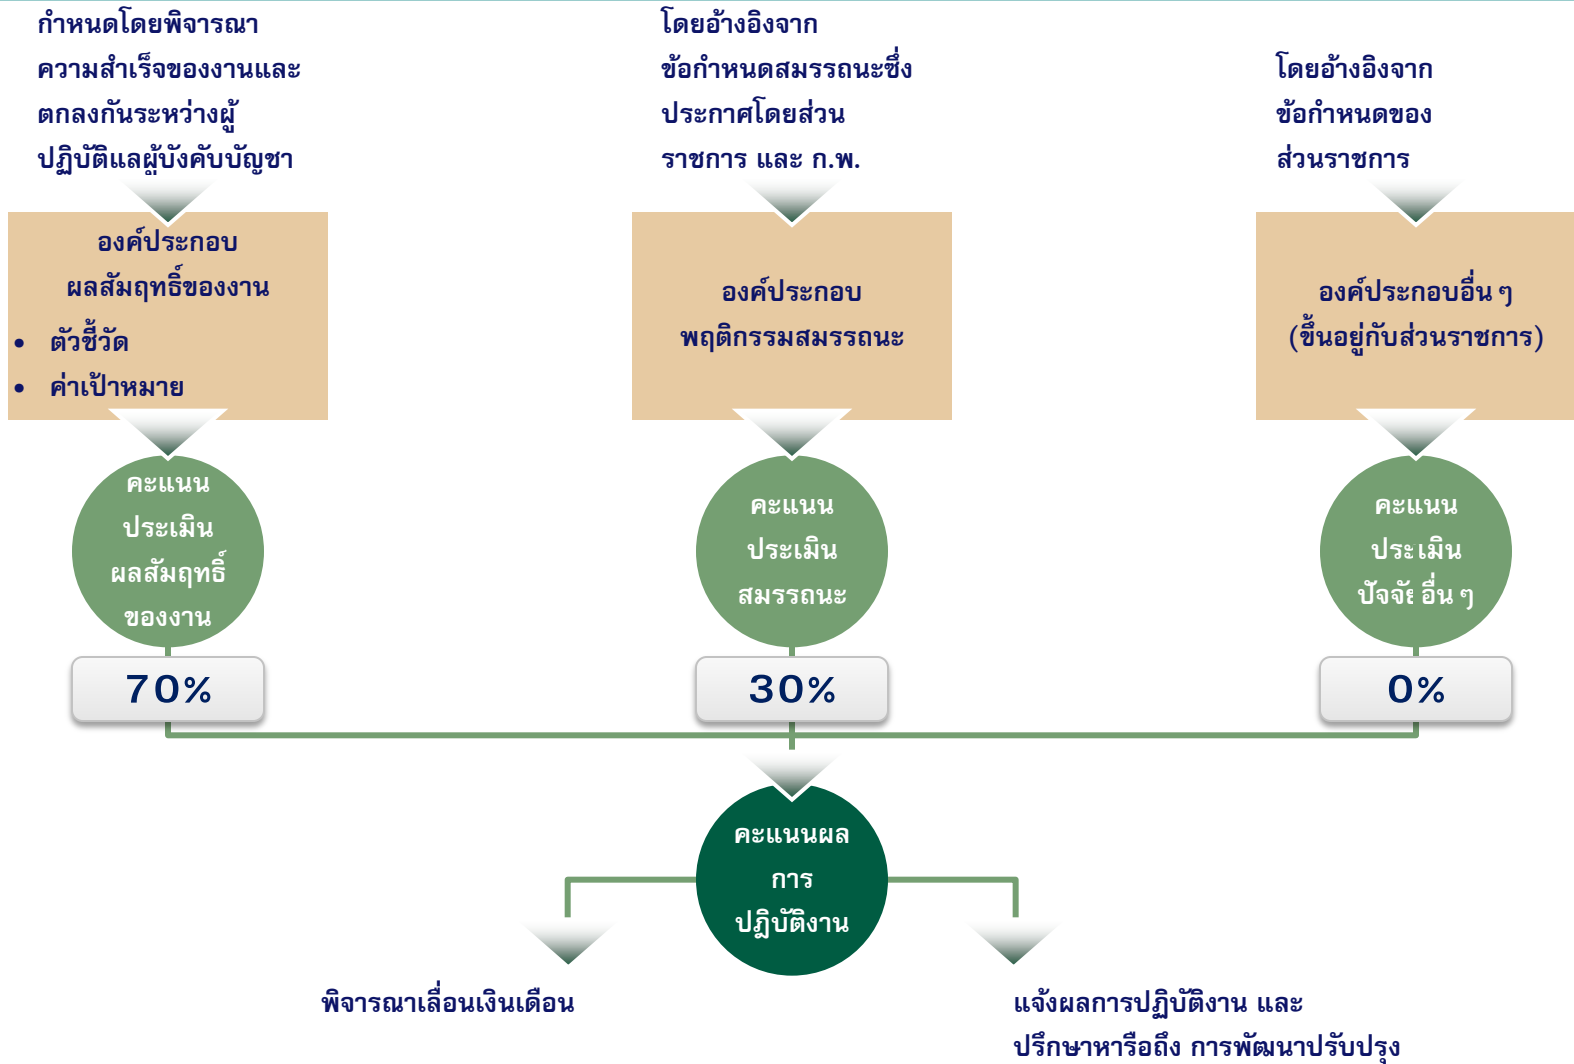 กำหนดโดยพิจารณา
ความสำเร็จของงานและ
ตกลงกันระหว่างผู้
ปฏิบัติแลผู้บังคับบัญชา
โดยอ้างอิงจาก
ข้อกำหนดสมรรถนะซึ่ง
ประกาศโดยส่วน
ราชการ และ ก.พ.
โดยอ้างอิงจาก
ข้อกำหนดของ
ส่วนราชการ
องค์ประกอบ
ผลสัมฤทธิ์ของงาน
• ตัวชี้วัด
• ค่าเป้าหมาย
องค์ประกอบ
พฤติกรรมสมรรถนะ
องค์ประกอบอื่น ๆ
(ขึ้นอยู่กับส่วนราชการ)
คะแนน
ประเมิน
ผลสัมฤทธิ์
ของงาน
คะแนน
ประเมิน
สมรรถนะ
คะแนน
ประเมิน
ปัจจัยอื่น ๆ
70%
30%
0%
คะแนนผล
การ
ปฎิบัติงาน
พิจารณาเลื่อนเงินเดือน
แจ้งผลการปฏิบัติงาน และ
ปรึกษาหารือถึง การพัฒนาปรับปรุง